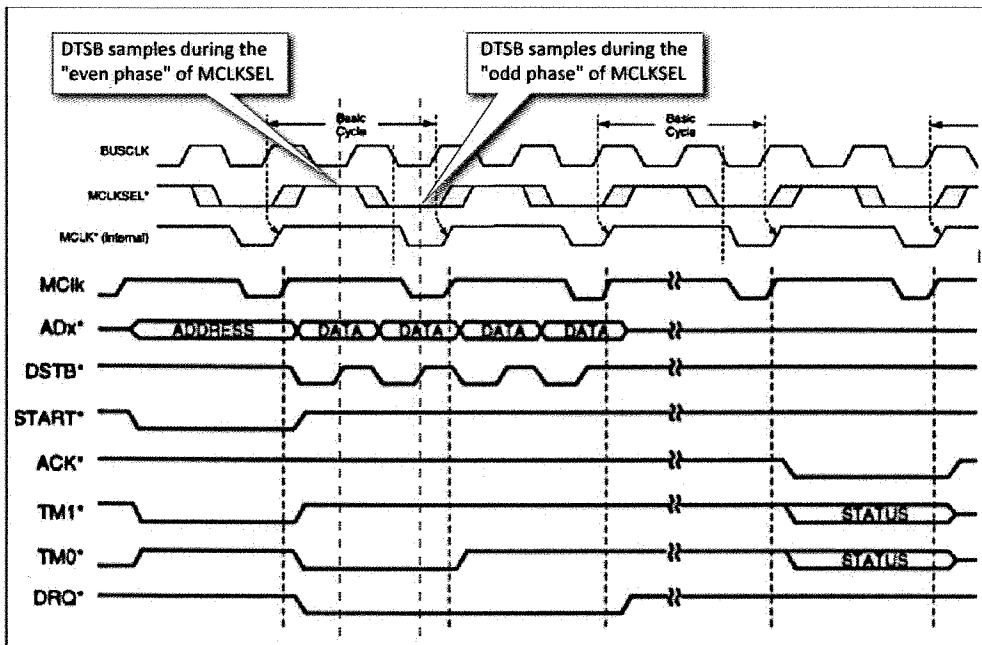 DTSB samples during the
"even phase" of MCLKSEL
DTSB samples during the
"odd phase" of MCLKSEL
Basic
Cycle
Basic
Cycle
BUSCLK
MCLKSEL*
MCLK* (Internal)
MClk
ADx*
ADDRESS
DATA
DATA
DATA
DATA
DSTB*
START*
ACK*
TM1*
STATUS
TM0*
STATUS
DRQ*